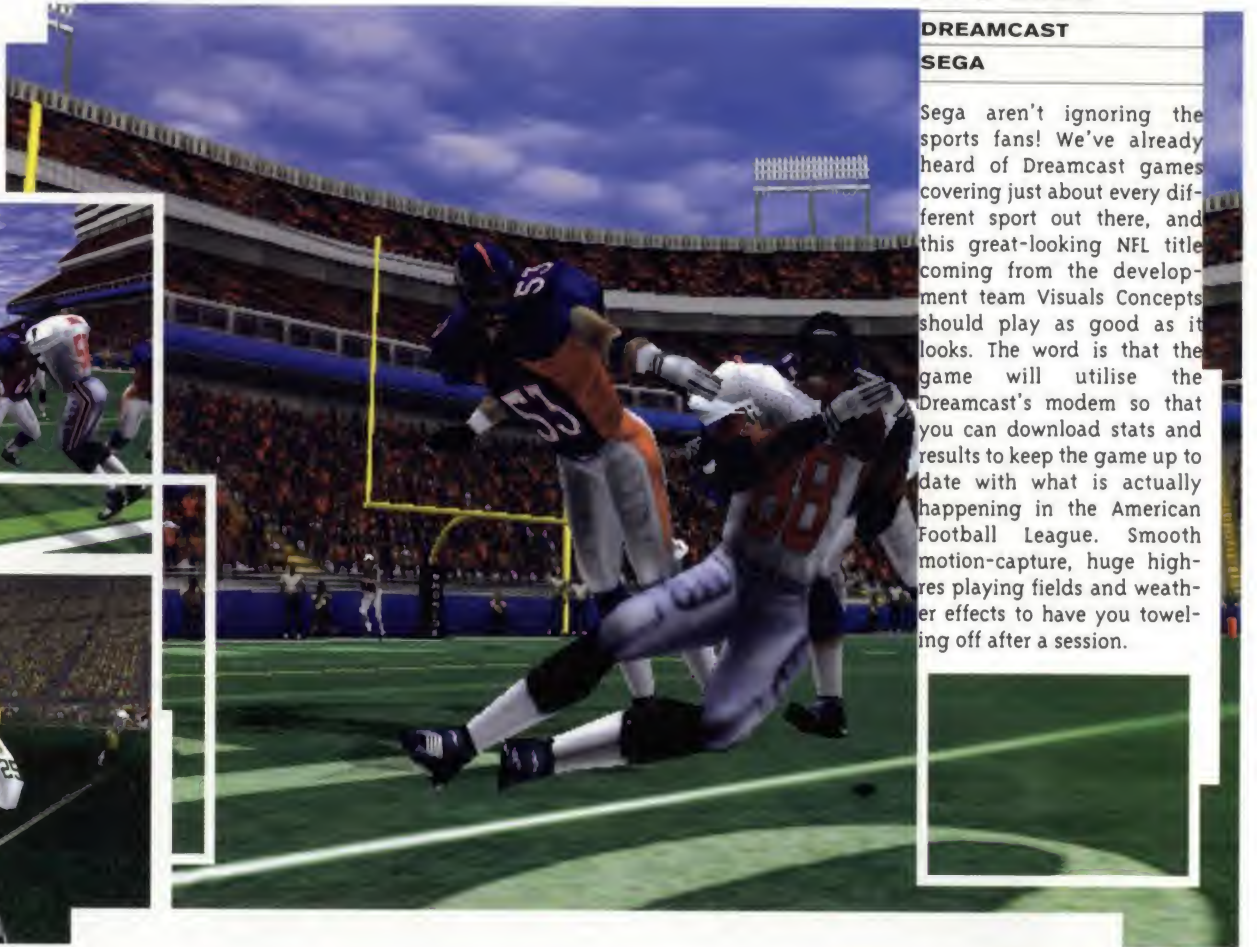 DREAMCAST
SEGA
Sega aren't ignoring the
sports fans! We've already
heard of Dreamcast games
covering just about every dif-
ferent sport out there, and
this great-looking NFL title
coming from the develop-
ment team Visuals Concepts
should play as good as it
looks. The word is that the
game will utilise the
Dreamcast's modem so that
you can download stats and
results to keep the game up to
date with what is actually
happening in the American
Football League. Smooth
motion-capture, huge high-
res playing fields and weath-
er effects to have you towel-
ing off after a session.
53
53
88
25